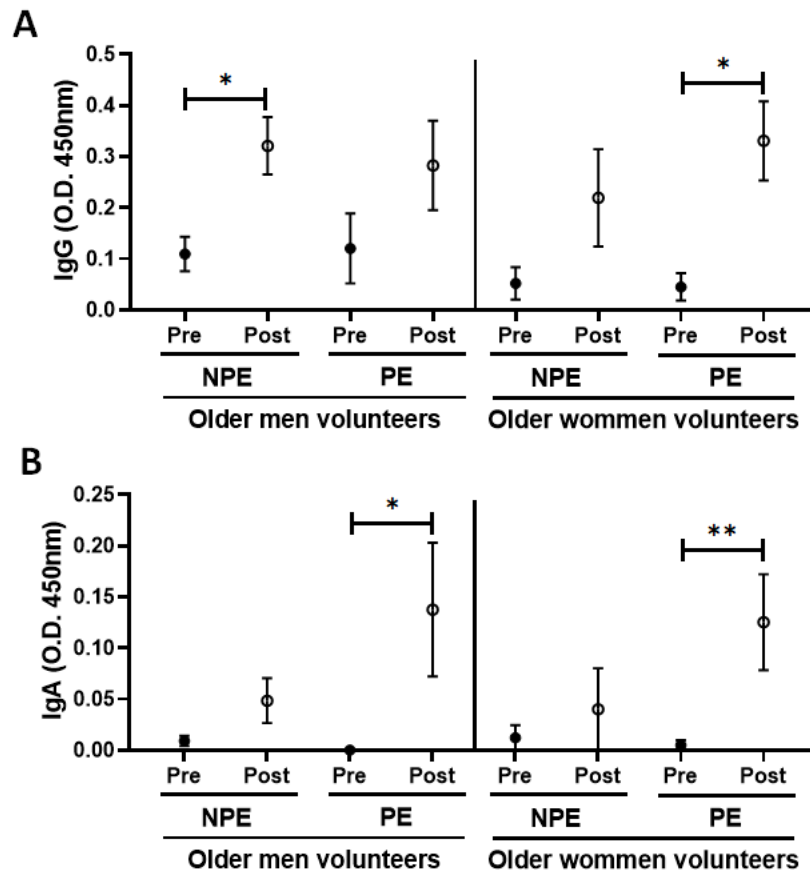 A
IgG (O.D. 450nm)
0.5
0.4
0.3
0.2
0.1
0.0
*
*
Pre Post Pre Post Pre Post Pre Post
NPE PE NPE PE
Older men volunteers Older wommen volunteers
B
IgA (O.D. 450nm)
0.25
0.20
0.15
0.10
0.05
0.00
*
**
Pre Post Pre Post Pre Post Pre Post
NPE PE NPE PE
Older men volunteers Older wommen volunteers